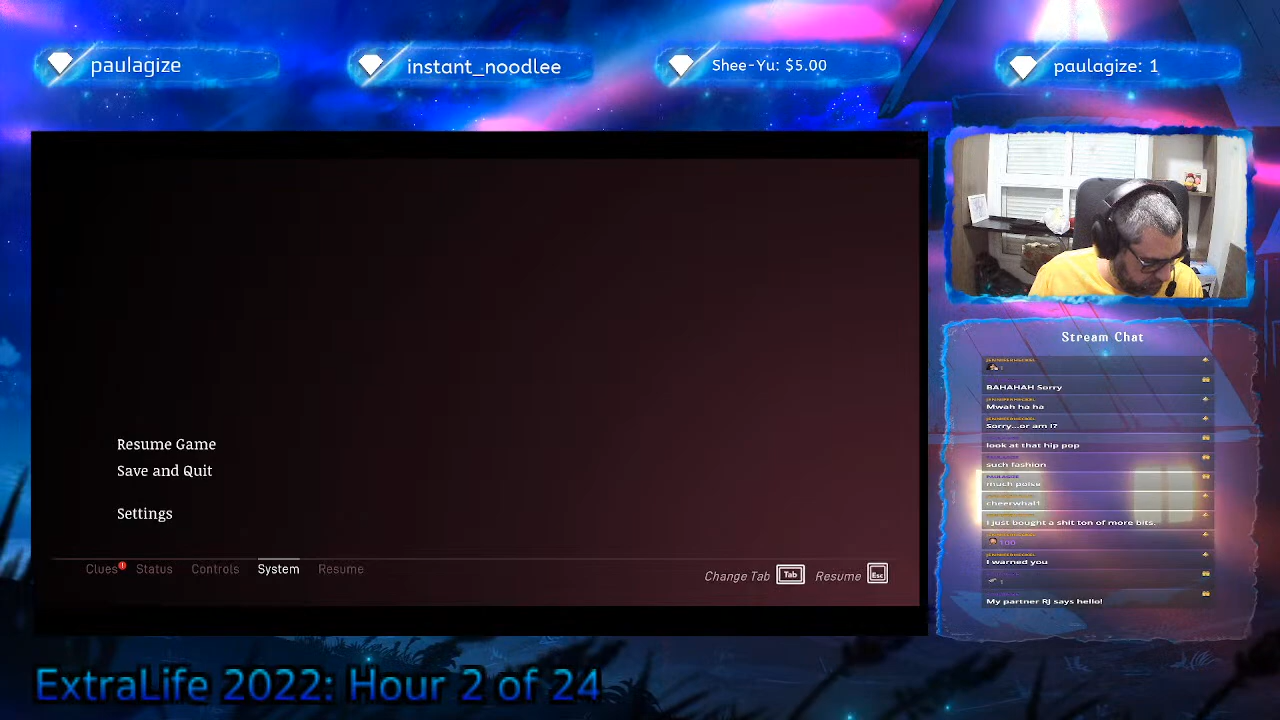 paulagize
instant_noodlee
Shee-Yu: $5.00
paulagize: 1
Stream Chat
1
BAHAHAH Sorry
Mwah ha ha
Sorry...or am I?
look at that hip pop
such fashion
much poise
cheerwhal1
I just bought a shit ton of more bits.
100
I warned you
1
My partner RJ says hello!
Resume Game
Save and Quit
Settings
Clues Status Controls System Resume
Change Tab Tab Resume Esc
ExtraLife 2022: Hour 2 of 24